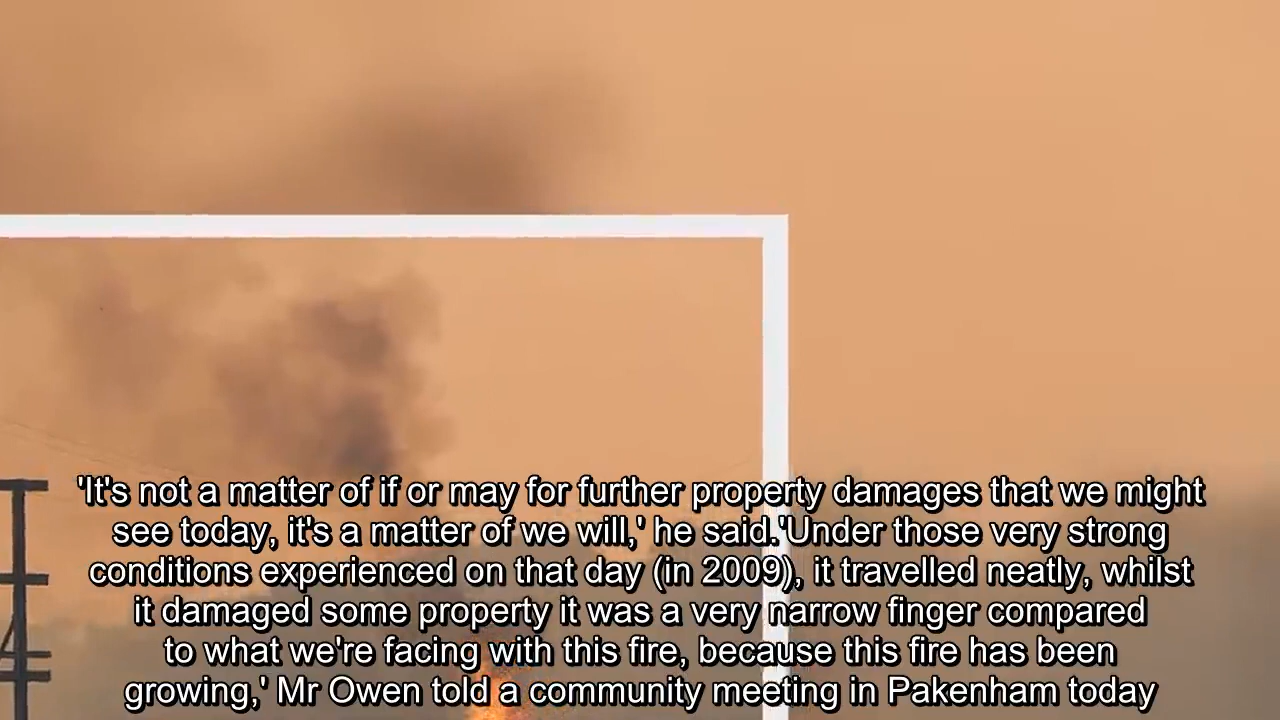 'It's not a matter of if or may for further property damages that we might
see today, it's a matter of we will,' he said.'Under those very strong
conditions experienced on that day (in 2009), it travelled neatly, whilst
it damaged some property it was a very narrow finger compared
to what we're facing with this fire, because this fire has been
growing,' Mr Owen told a community meeting in Pakenham today